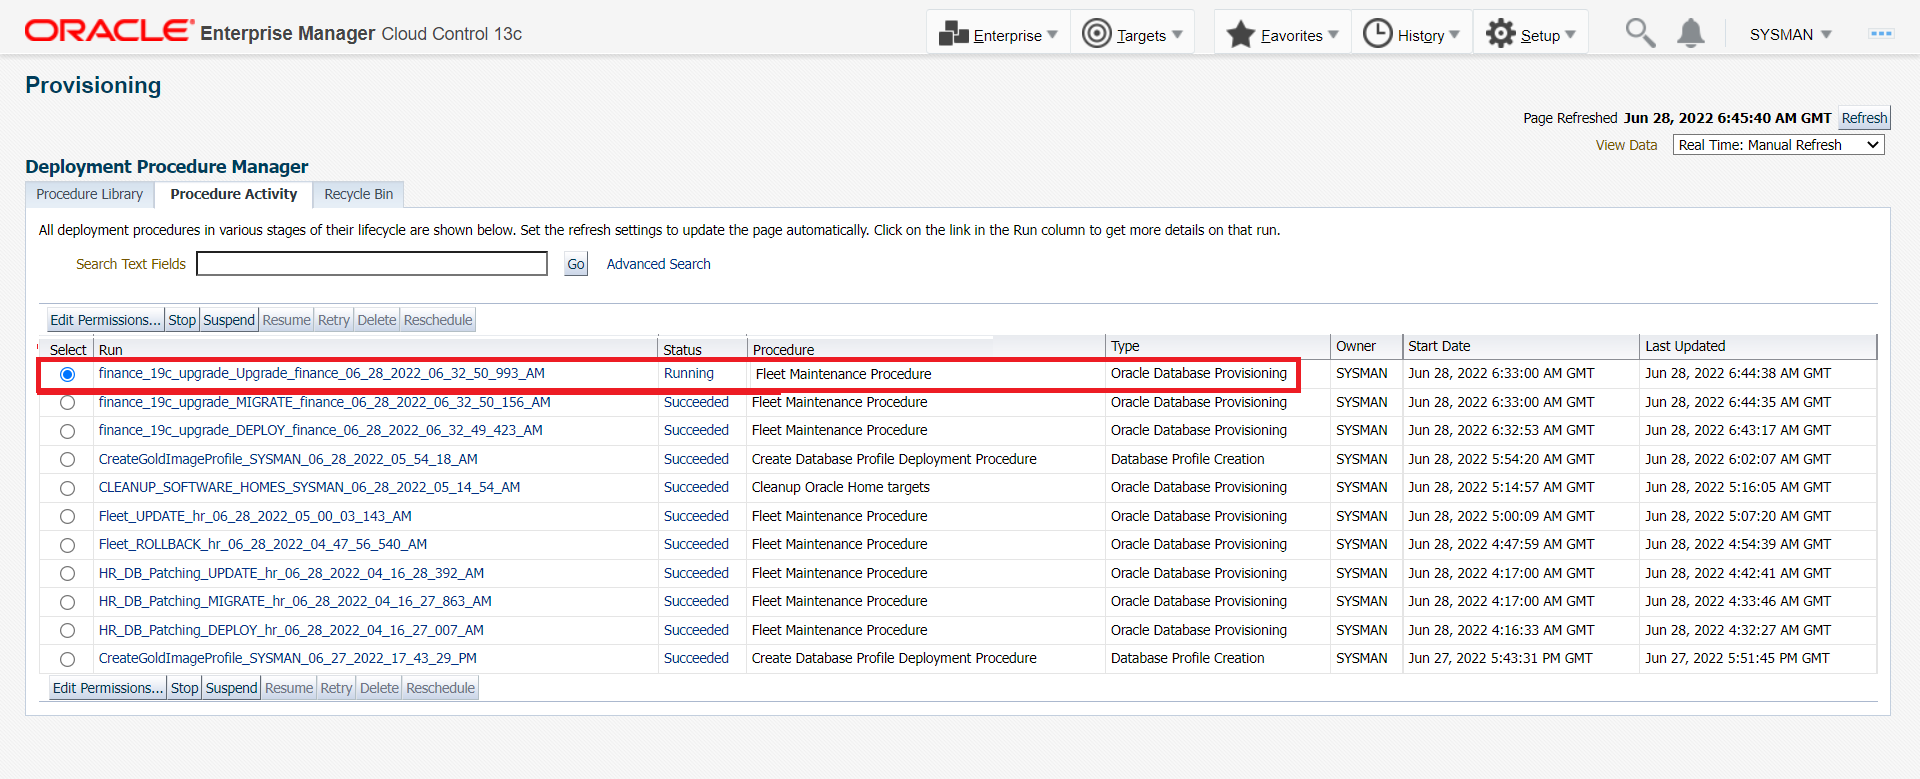 ORACLE Enterprise Manager Cloud Control 13c Enterprise Targets Favorites History Setup SYSMAN
Provisioning
Page Refreshed Jun 28, 2022 6:45:40 AM GMT Refresh
View Data Real Time: Manual Refresh
Deployment Procedure Manager
Procedure Library Procedure Activity Recycle Bin
All deployment procedures in various stages of their lifecycle are shown below. Set the refresh settings to update the page automatically. Click on the link in the Run column to get more details on that run.
Search Text Fields Go Advanced Search
Edit Permissions... Stop Suspend Resume Retry Delete Reschedule
Select Run Status Procedure Type Owner Start Date Last Updated
finance_19c_upgrade_Upgrade_finance_06_28_2022_06_32_50_993_AM Running Fleet Maintenance Procedure Oracle Database Provisioning SYSMAN Jun 28, 2022 6:33:00 AM GMT Jun 28, 2022 6:44:38 AM GMT
finance_19c_upgrade_MIGRATE_finance_06_28_2022_06_32_50_156_AM Succeeded Fleet Maintenance Procedure Oracle Database Provisioning SYSMAN Jun 28, 2022 6:33:00 AM GMT Jun 28, 2022 6:44:35 AM GMT
finance_19c_upgrade_DEPLOY_finance_06_28_2022_06_32_49_423_AM Succeeded Fleet Maintenance Procedure Oracle Database Provisioning SYSMAN Jun 28, 2022 6:32:53 AM GMT Jun 28, 2022 6:43:17 AM GMT
CreateGoldImageProfile_SYSMAN_06_28_2022_05_54_18_AM Succeeded Create Database Profile Deployment Procedure Database Profile Creation SYSMAN Jun 28, 2022 5:54:20 AM GMT Jun 28, 2022 6:02:07 AM GMT
CLEANUP_SOFTWARE_HOMES_SYSMAN_06_28_2022_05_14_54_AM Succeeded Cleanup Oracle Home targets Oracle Database Provisioning SYSMAN Jun 28, 2022 5:14:57 AM GMT Jun 28, 2022 5:16:05 AM GMT
Fleet_UPDATE_hr_06_28_2022_05_00_03_143_AM Succeeded Fleet Maintenance Procedure Oracle Database Provisioning SYSMAN Jun 28, 2022 5:00:09 AM GMT Jun 28, 2022 5:07:20 AM GMT
Fleet_ROLLBACK_hr_06_28_2022_04_47_56_540_AM Succeeded Fleet Maintenance Procedure Oracle Database Provisioning SYSMAN Jun 28, 2022 4:47:59 AM GMT Jun 28, 2022 4:54:39 AM GMT
HR_DB_Patching_UPDATE_hr_06_28_2022_04_16_28_392_AM Succeeded Fleet Maintenance Procedure Oracle Database Provisioning SYSMAN Jun 28, 2022 4:17:00 AM GMT Jun 28, 2022 4:42:41 AM GMT
HR_DB_Patching_MIGRATE_hr_06_28_2022_04_16_27_863_AM Succeeded Fleet Maintenance Procedure Oracle Database Provisioning SYSMAN Jun 28, 2022 4:17:00 AM GMT Jun 28, 2022 4:33:46 AM GMT
HR_DB_Patching_DEPLOY_hr_06_28_2022_04_16_27_007_AM Succeeded Fleet Maintenance Procedure Oracle Database Provisioning SYSMAN Jun 28, 2022 4:16:33 AM GMT Jun 28, 2022 4:32:27 AM GMT
CreateGoldImageProfile_SYSMAN_06_27_2022_17_43_29_PM Succeeded Create Database Profile Deployment Procedure Database Profile Creation SYSMAN Jun 27, 2022 5:43:31 PM GMT Jun 27, 2022 5:51:45 PM GMT
Edit Permissions... Stop Suspend Resume Retry Delete Reschedule